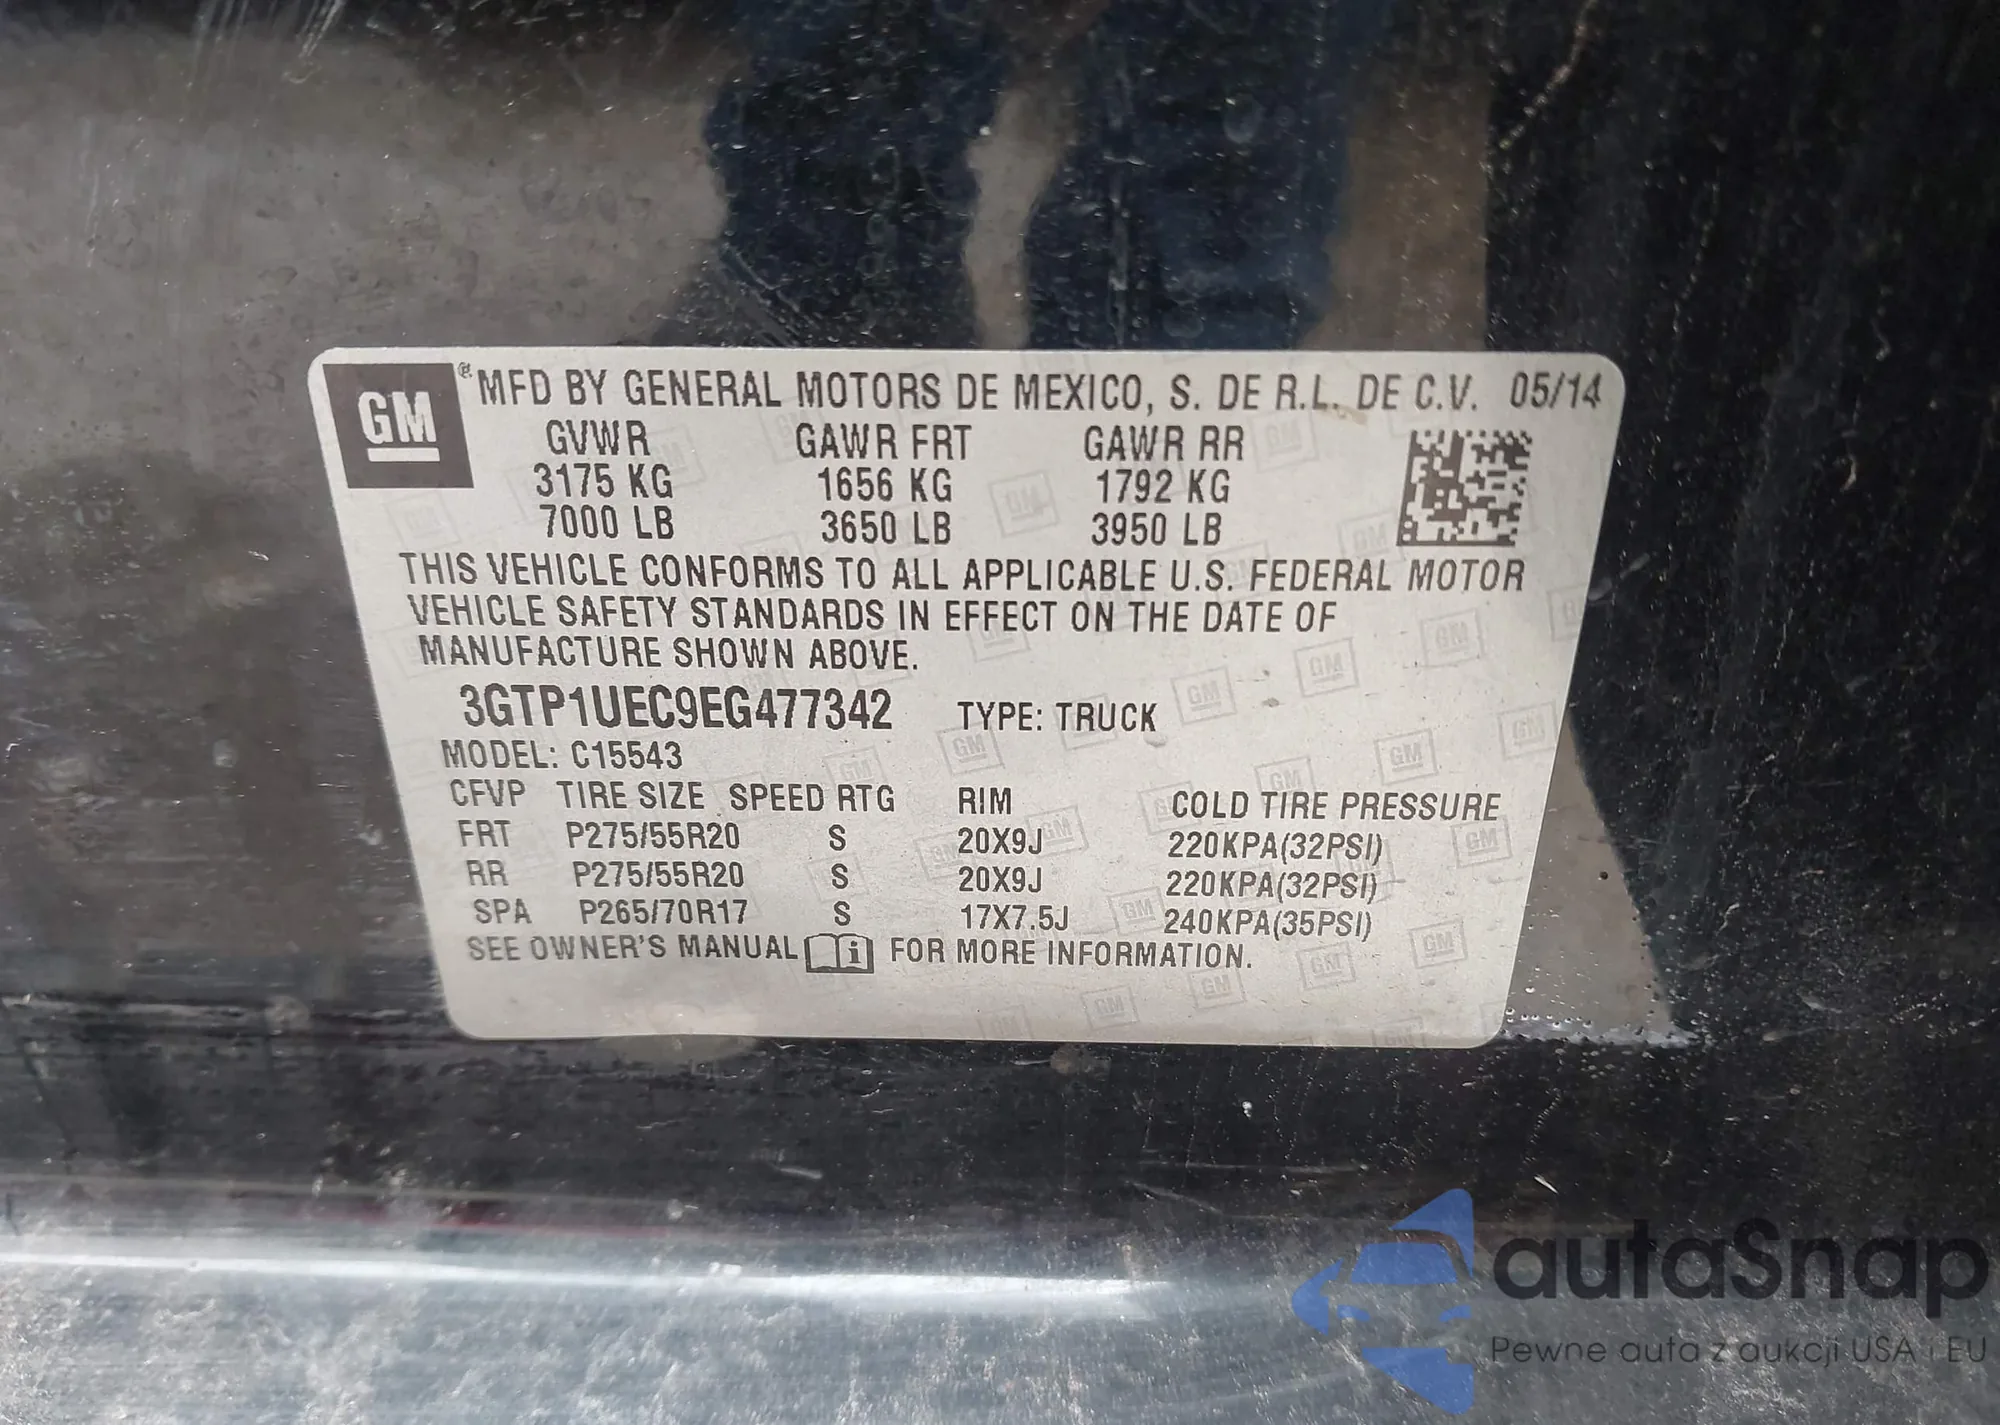 GM ® MFD BY GENERAL MOTORS DE MEXICO, S. DE R.L. DE C.V. 05/14
GVWR GAWR FRT GAWR RR
3175 KG 1656 KG 1792 KG
7000 LB 3650 LB 3950 LB
THIS VEHICLE CONFORMS TO ALL APPLICABLE U.S. FEDERAL MOTOR
VEHICLE SAFETY STANDARDS IN EFFECT ON THE DATE OF
MANUFACTURE SHOWN ABOVE.
3GTP1UEC9EG477342 TYPE: TRUCK
MODEL: C15543
CFVP TIRE SIZE SPEED RTG RIM COLD TIRE PRESSURE
FRT P275/55R20 S 20X9J 220KPA(32PSI)
RR P275/55R20 S 20X9J 220KPA(32PSI)
SPA P265/70R17 S 17X7.5J 240KPA(35PSI)
SEE OWNER'S MANUAL FOR MORE INFORMATION.
autaSnap
Pewne auta z aukcji USA i EU